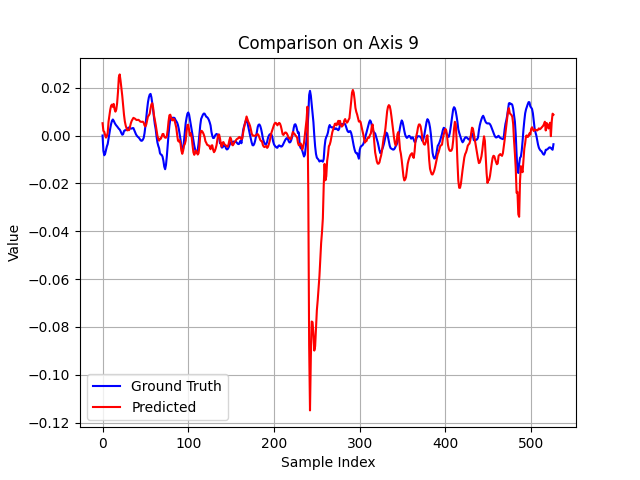 Comparison on Axis 9
Value
0.02
0.00
−0.02
−0.04
−0.06
−0.08
−0.10
−0.12
Ground Truth
Predicted
0 100 200 300 400 500
Sample Index